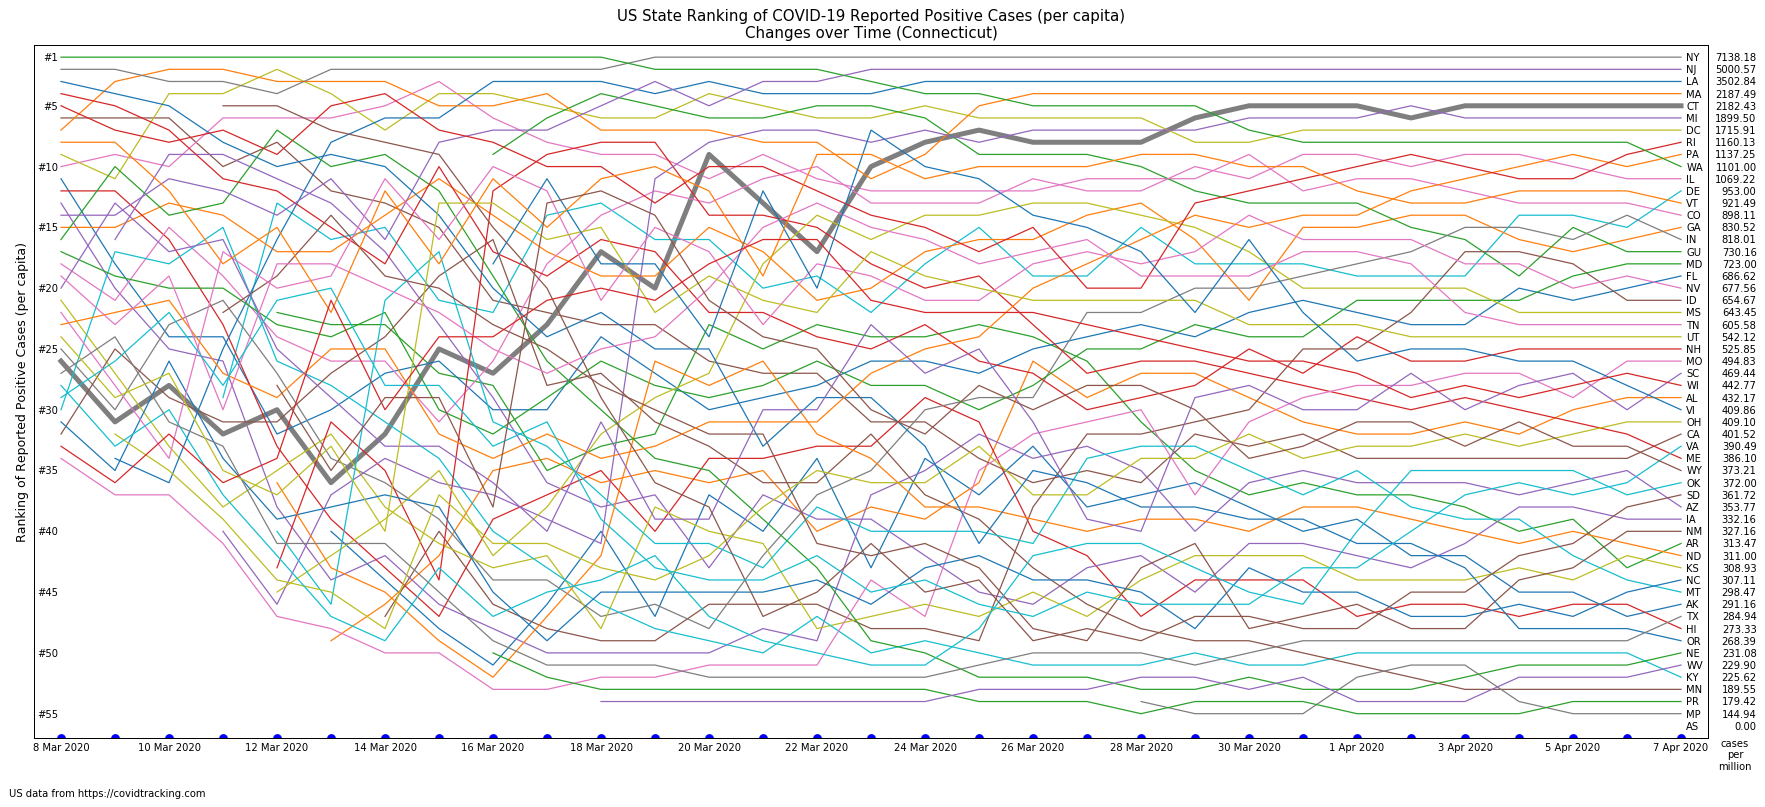 US State Ranking of COVID-19 Reported Positive Cases (per capita)
Changes over Time (Connecticut)
Ranking of Reported Positive Cases (per capita)
#1
#5
#10
#15
#20
#25
#30
#35
#40
#45
#50
#55
NY 7138.18
NJ 5000.57
LA 3502.84
MA 2187.49
CT 2182.43
MI 1899.50
DC 1715.91
RI 1160.13
PA 1137.25
WA 1101.00
IL 1069.22
DE 953.00
VT 921.49
CO 898.11
GA 830.52
IN 818.01
GU 730.16
MD 723.00
FL 686.62
NV 677.56
ID 654.67
MS 643.45
TN 605.58
UT 542.12
NH 525.85
MO 494.83
SC 469.44
WI 442.77
AL 432.17
VI 409.86
OH 409.10
CA 401.52
VA 390.49
ME 386.10
WY 373.21
OK 372.00
SD 361.72
AZ 353.77
IA 332.16
NM 327.16
AR 313.47
ND 311.00
KS 308.93
NC 307.11
MT 298.47
AK 291.16
TX 284.94
HI 273.33
OR 268.39
NE 231.08
WV 229.90
KY 225.62
MN 189.55
PR 179.42
MP 144.94
AS 0.00
8 Mar 2020 10 Mar 2020 12 Mar 2020 14 Mar 2020 16 Mar 2020 18 Mar 2020 20 Mar 2020 22 Mar 2020 24 Mar 2020 26 Mar 2020 28 Mar 2020 30 Mar 2020 1 Apr 2020 3 Apr 2020 5 Apr 2020 7 Apr 2020
cases
per
million
US data from https://covidtracking.com